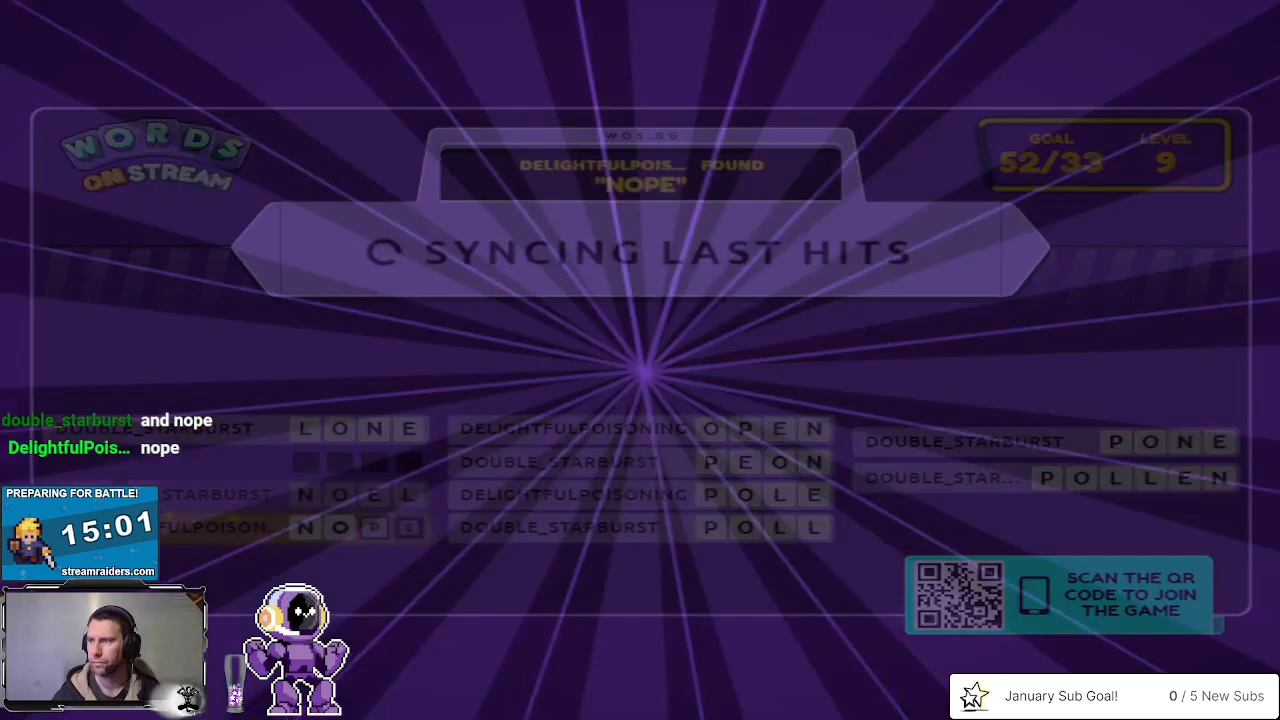 WORDS
ON STREAM
WOS.GG
DELIGHTFULPOIS... FOUND
"NOPE"
GOAL
52/33
LEVEL
9
SYNCING LAST HITS
double_starburst and nope
DelightfulPois... nope
STARBURST LONE
STARBURST NOEL
FULPOISON. NOP
DELIGHTFULPOISONING OPEN
DOUBLE_STARBURST PEON
DELIGHTFULPOISONING POLE
DOUBLE_STARBURST POLL
DOUBLE_STARBURST PONE
DOUBLE_STAR... POLLEN
PREPARING FOR BATTLE!
15:01
streamraiders.com
SCAN THE QR
CODE TO JOIN
THE GAME
January Sub Goal! 0 / 5 New Subs